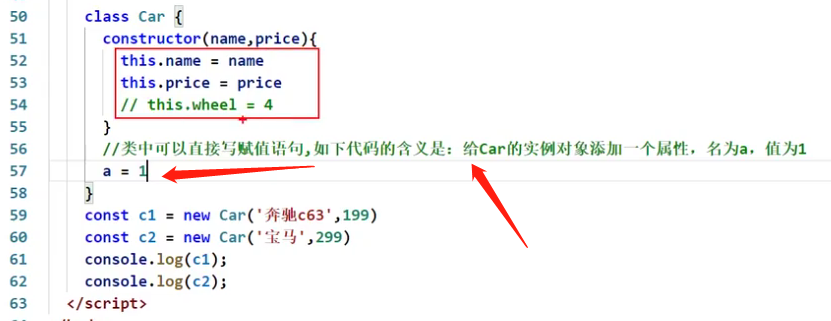 50 class Car {
51 constructor(name,price){
52 this.name = name
53 this.price = price
54 // this.wheel = 4
55 }
56 //类中可以直接写赋值语句,如下代码的含义是：给Car的实例对象添加一个属性，名为a，值为1
57 a = 1
58 }
59 const c1 = new Car('奔驰c63',199)
60 const c2 = new Car('宝马',299)
61 console.log(c1);
62 console.log(c2);
63 </script>